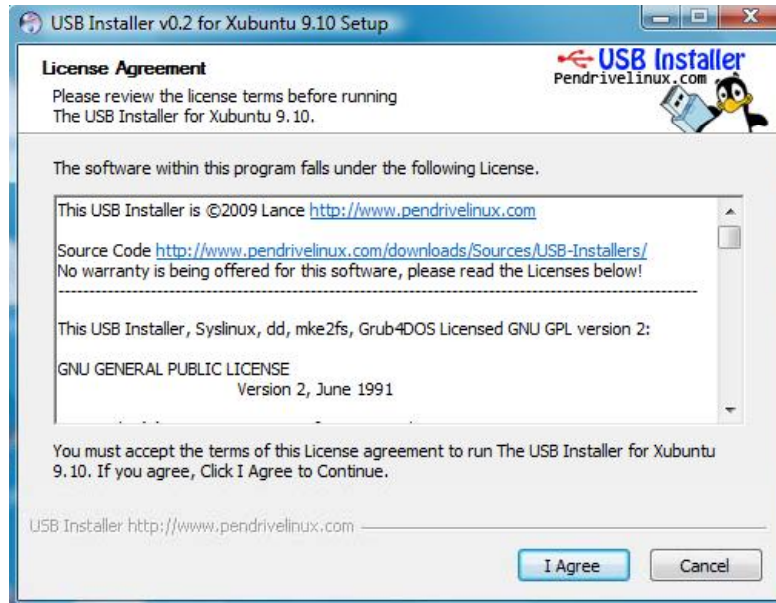 USB Installer v0.2 for Xubuntu 9.10 Setup
License Agreement
Please review the license terms before running
The USB Installer for Xubuntu 9.10.
USB Installer
Pendrivelinux.com
The software within this program falls under the following License.
This USB Installer is ©2009 Lance http://www.pendrivelinux.com
Source Code http://www.pendrivelinux.com/downloads/Sources/USB-Installers/
No warranty is being offered for this software, please read the Licenses below!
This USB Installer, Syslinux, dd, mke2fs, Grub4DOS Licensed GNU GPL version 2:
GNU GENERAL PUBLIC LICENSE
Version 2, June 1991
You must accept the terms of this License agreement to run The USB Installer for Xubuntu
9.10. If you agree, Click I Agree to Continue.
USB Installer http://www.pendrivelinux.com
I Agree
Cancel